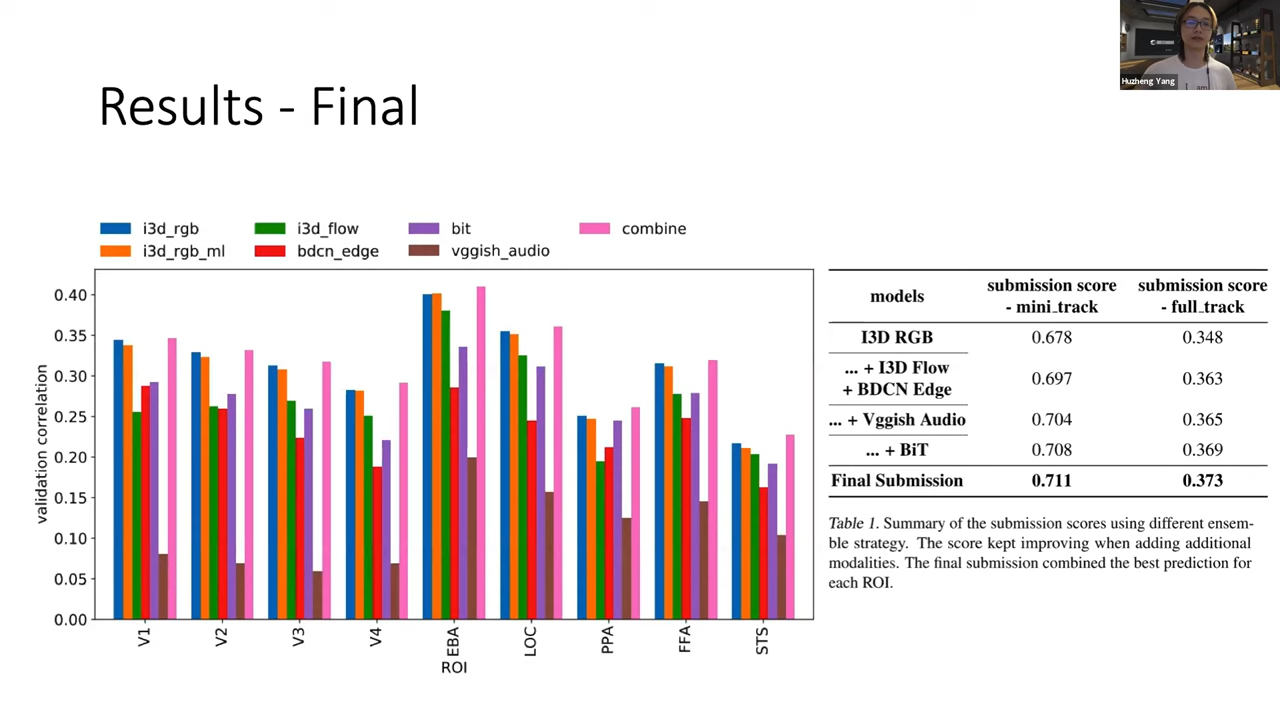 Huzheng Yang
I am
Results - Final
i3d_rgb
i3d_flow
bit
combine
i3d_rgb_ml
bdcn_edge
vggish_audio
validation correlation
0.40
0.35
0.30
0.25
0.20
0.15
0.10
0.05
0.00
V1
V2
V3
V4
EBA
LOC
PPA
FFA
STS
ROI
models
submission score
- mini_track
submission score
- full_track
I3D RGB 0.678 0.348
... + I3D Flow
+ BDCN Edge 0.697 0.363
... + Vggish Audio 0.704 0.365
... + BiT 0.708 0.369
Final Submission 0.711 0.373
Table 1. Summary of the submission scores using different ensem-
ble strategy. The score kept improving when adding additional
modalities. The final submission combined the best prediction for
each ROI.